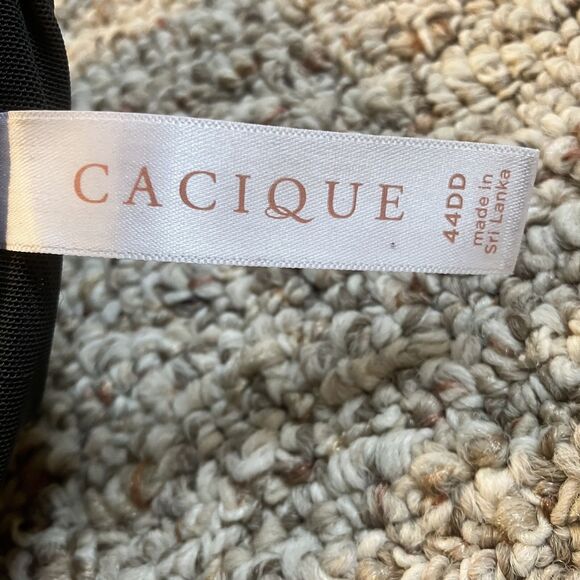 CACIQUE
44DD
made in
Sri Lanka